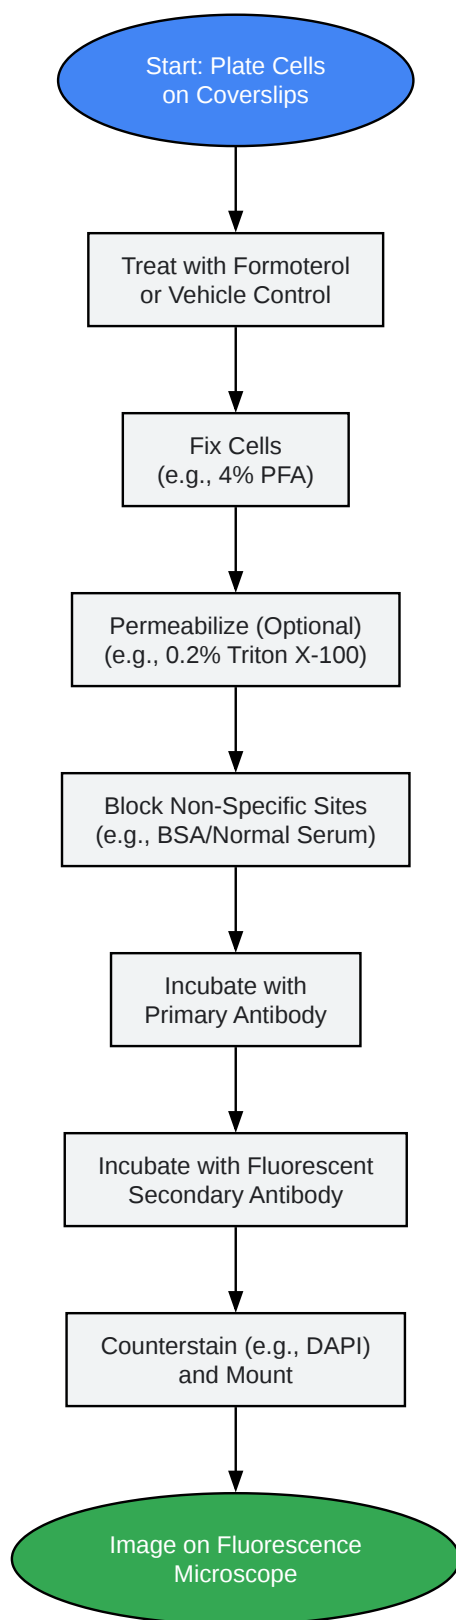 Start: Plate Cells
on Coverslips
Treat with Formoterol
or Vehicle Control
Fix Cells
(e.g., 4% PFA)
Permeabilize (Optional)
(e.g., 0.2% Triton X-100)
Block Non-Specific Sites
(e.g., BSA/Normal Serum)
Incubate with
Primary Antibody
Incubate with Fluorescent
Secondary Antibody
Counterstain (e.g., DAPI)
and Mount
Image on Fluorescence
Microscope